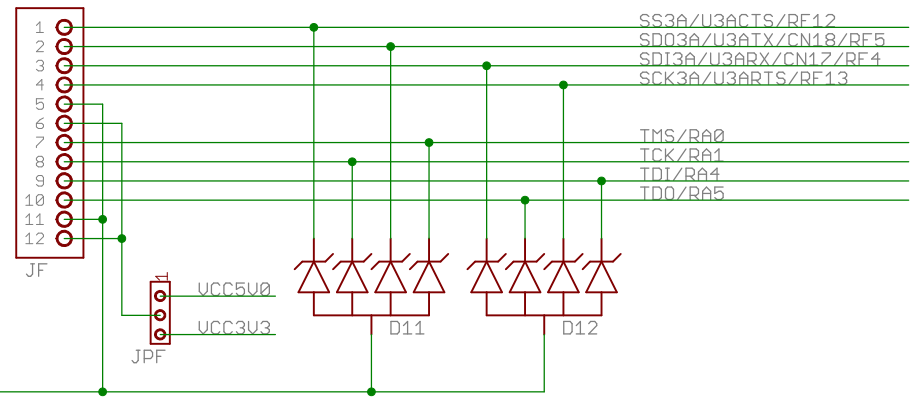 1
2
3
4
5
6
7
8
9
10
11
12
JF
SS3A/U3ACTS/RF12
SDO3A/U3ATX/CN18/RF5
SDI3A/U3ARX/CN17/RF4
SCK3A/U3ARTS/RF13
TMS/RA0
TCK/RA1
TDI/RA4
TDO/RA5
1
VCC5V0
VCC3V3
JPF
D11
D12